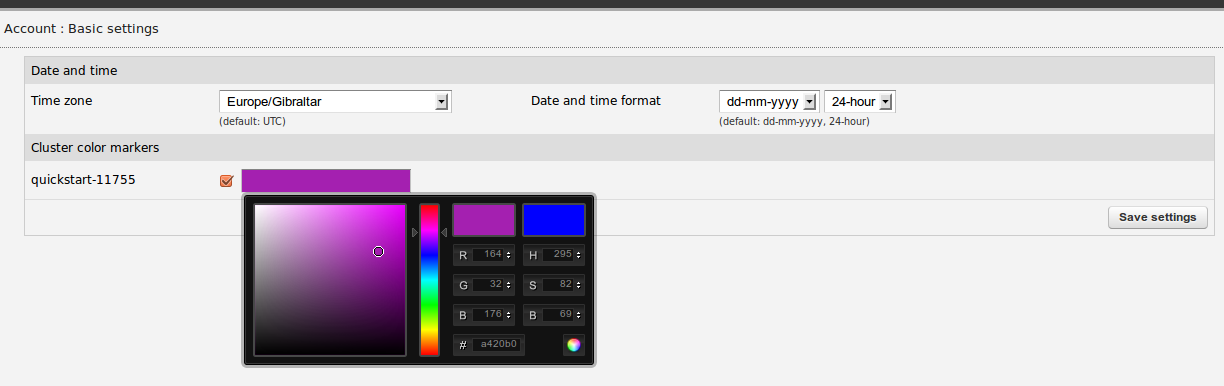 Account : Basic settings
Date and time
Time zone Europe/Gibraltar Date and time format dd-mm-yyyy 24-hour
(default: UTC) (default: dd-mm-yyyy, 24-hour)
Cluster color markers
quickstart-11755
Save settings
R 164 H 295
G 32 S 82
B 176 B 69
# a420b0